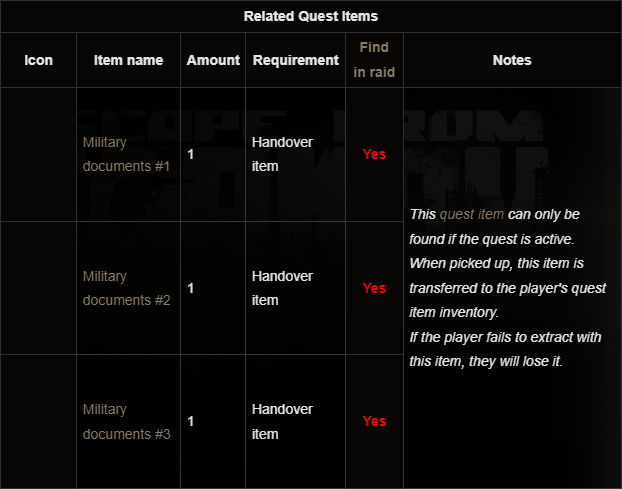 Related Quest Items
Icon
Item name
Amount
Requirement
Find
in raid
Notes
Military
documents #1
1
Handover
item
Yes
Military
documents #2
1
Handover
item
Yes
Military
documents #3
1
Handover
item
Yes
This quest item can only be
found if the quest is active.
When picked up, this item is
transferred to the player's quest
item inventory.
If the player fails to extract with
this item, they will lose it.